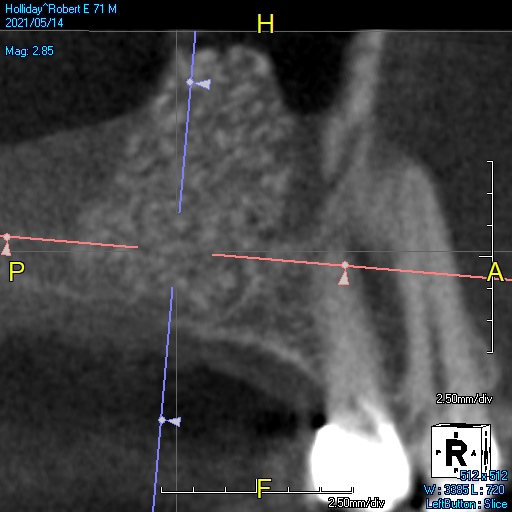 Holliday^Robert E 71 M
2021/05/14
H
Mag: 2.85
P
A
2.50mm/div
R
512 x 512
W : 3385 L : 720
LeftButton: Slice
F
2.50mm/div